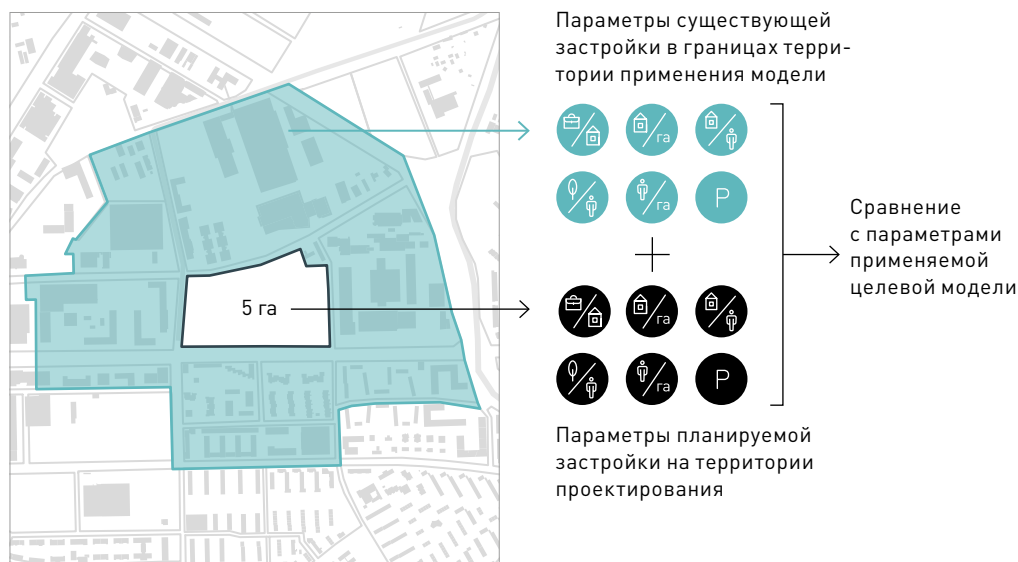 Параметры существующей
застройки в границах терри-
тории применения модели
га
га
P
Сравнение
с параметрами
применяемой
целевой модели
5 га
га
га
P
Параметры планируемой
застройки на территории
проектирования